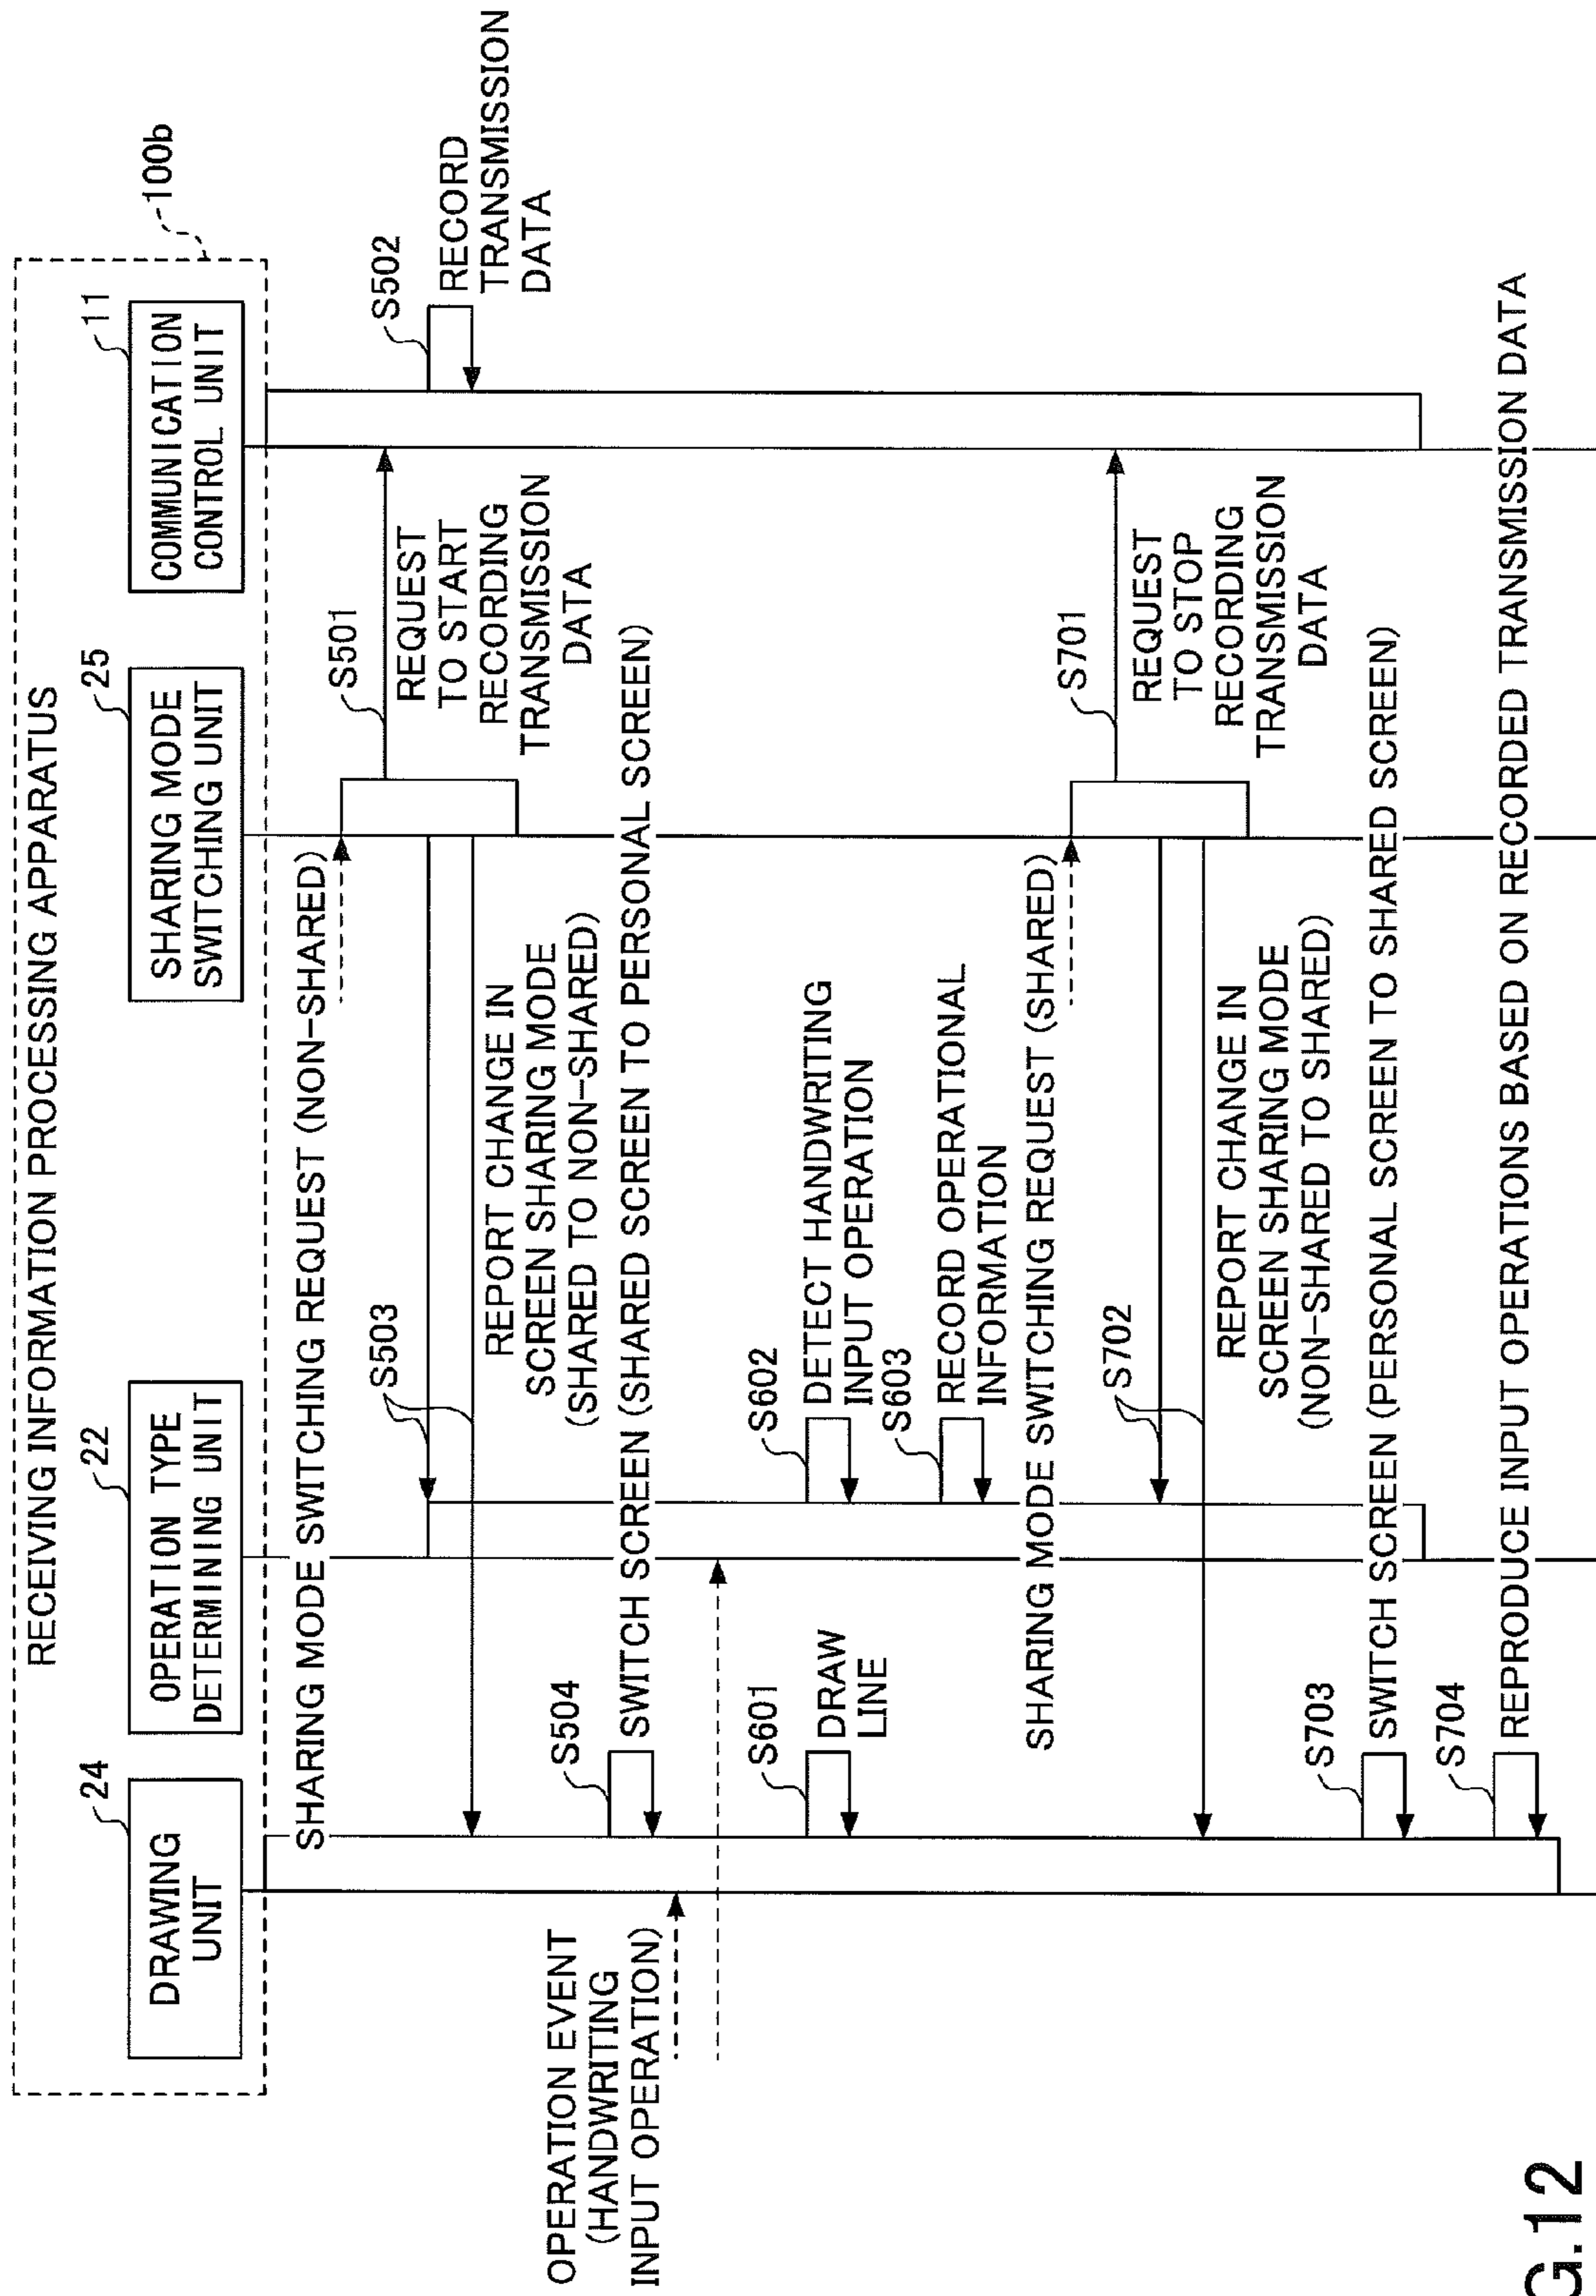 RECEIVING INFORMATION PROCESSING APPARATUS
100b
24
DRAWING
UNIT
22
OPERATION TYPE
DETERMINING UNIT
25
SHARING MODE
SWITCHING UNIT
11
COMMUNICATION
CONTROL UNIT
SHARING MODE SWITCHING REQUEST (NON-SHARED)
S501
REQUEST
TO START
RECORDING
TRANSMISSION
DATA
S502
RECORD
TRANSMISSION
DATA
S503
REPORT CHANGE IN
SCREEN SHARING MODE
(SHARED TO NON-SHARED)
S504
SWITCH SCREEN (SHARED SCREEN TO PERSONAL SCREEN)
OPERATION EVENT
(HANDWRITING
INPUT OPERATION)
S601
DRAW
LINE
S602
DETECT HANDWRITING
INPUT OPERATION
S603
RECORD OPERATIONAL
INFORMATION
SHARING MODE SWITCHING REQUEST (SHARED)
S701
REQUEST
TO STOP
RECORDING
TRANSMISSION
DATA
S702
REPORT CHANGE IN
SCREEN SHARING MODE
(NON-SHARED TO SHARED)
S703
SWITCH SCREEN (PERSONAL SCREEN TO SHARED SCREEN)
S704
REPRODUCE INPUT OPERATIONS BASED ON RECORDED TRANSMISSION DATA
G.12